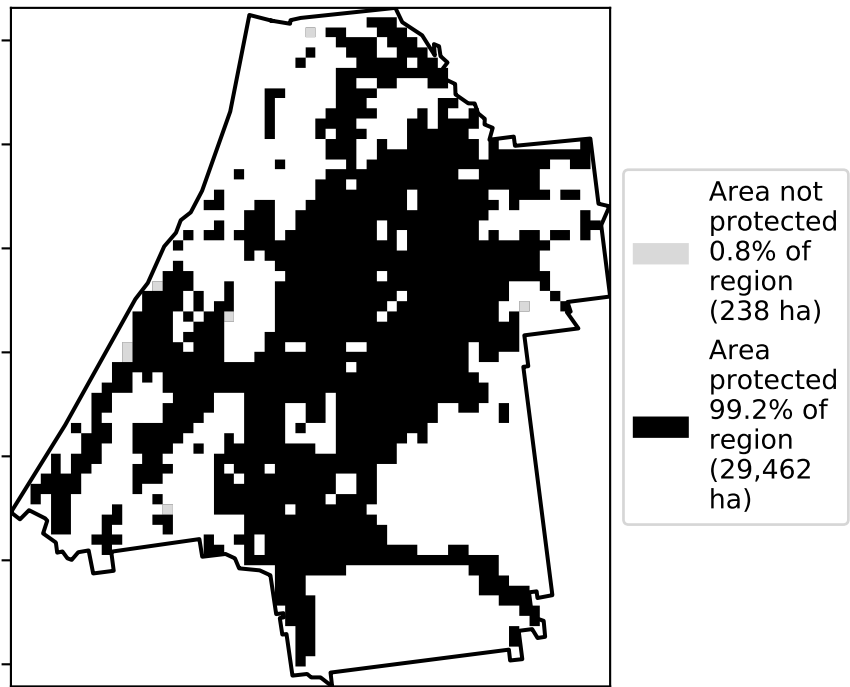 Area not
protected
0.8% of
region
(238 ha)
Area
protected
99.2% of
region
(29,462
ha)